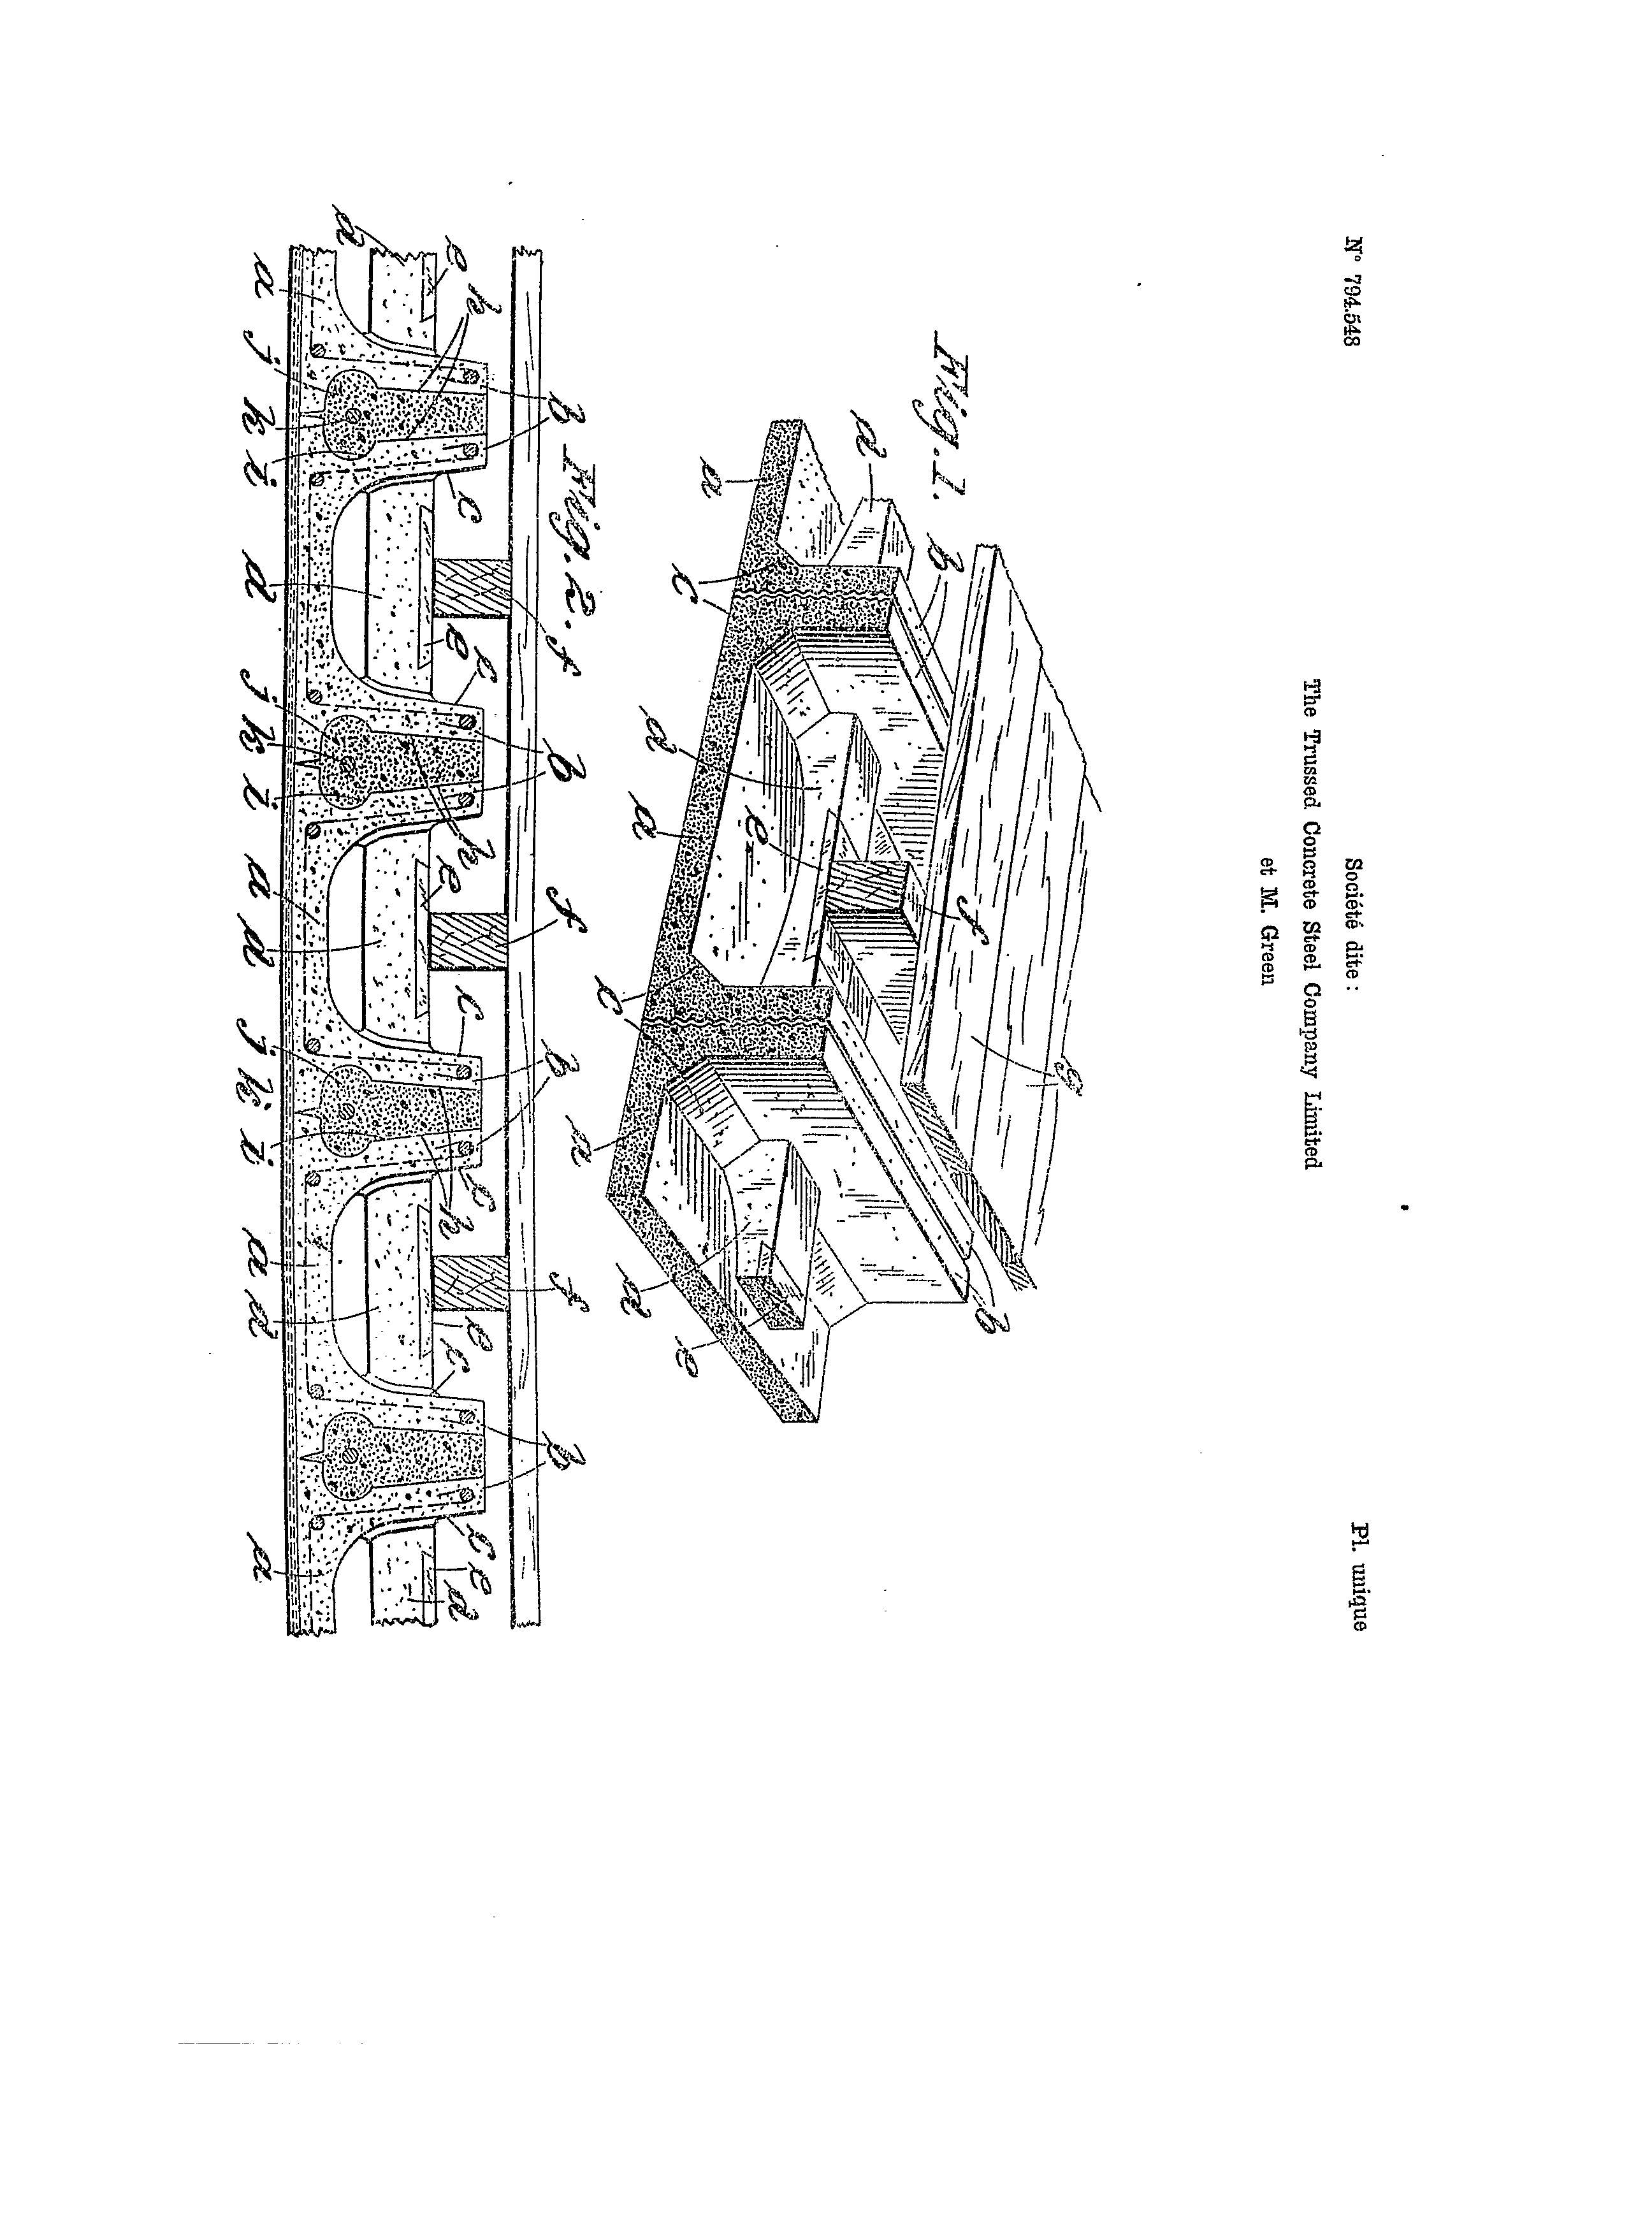 N° 794.548
Société dite :
Pl. unique
The Trussed Concrete Steel Company Limited
et M. Green
Fig.1.
d
b
g
a
c
f
d
e
a
c
b
a
d
e
Fig.2.
b
f
b
f
b
f
b
d
e
h
c
e
c
h
e
c
c
h
e
c
c
e
d
a
j
k
i
d
j
k
i
a
d
j
k
i
a
d
a